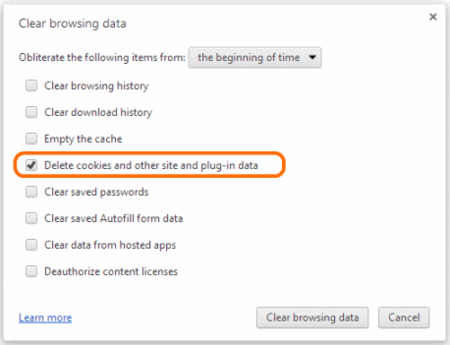 Clear browsing data
Obliterate the following items from: the beginning of time
Clear browsing history
Clear download history
Empty the cache
Delete cookies and other site and plug-in data
Clear saved passwords
Clear saved Autofill form data
Clear data from hosted apps
Deauthorize content licenses
Learn more Clear browsing data Cancel